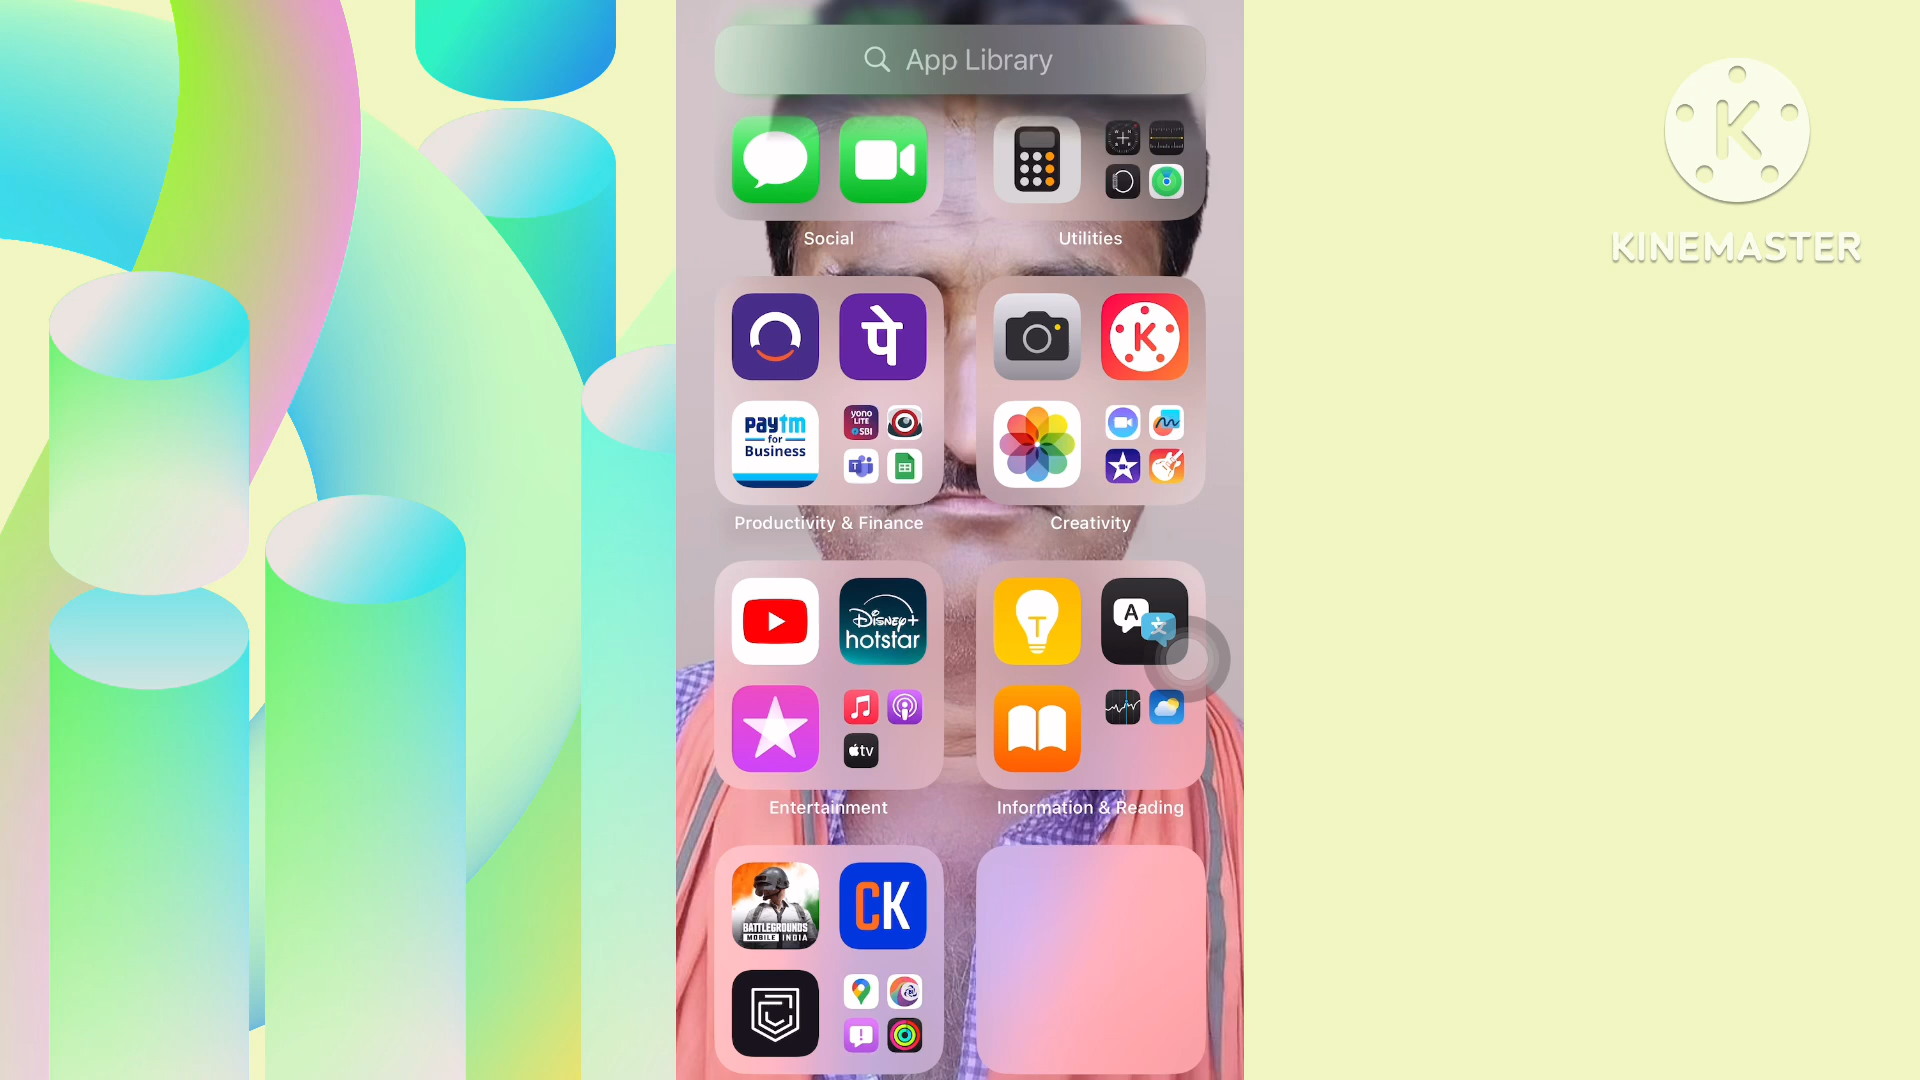 App Library
K
KINEMASTER
Social
Utilities
पे
K
paytm
for
Business
yono
LITE
SBI
T
Productivity & Finance
Creativity
Disney+
hotstar
T
A
文
tv
Entertainment
Information & Reading
BATTLEGROUNDS
MOBILE INDIA
CK